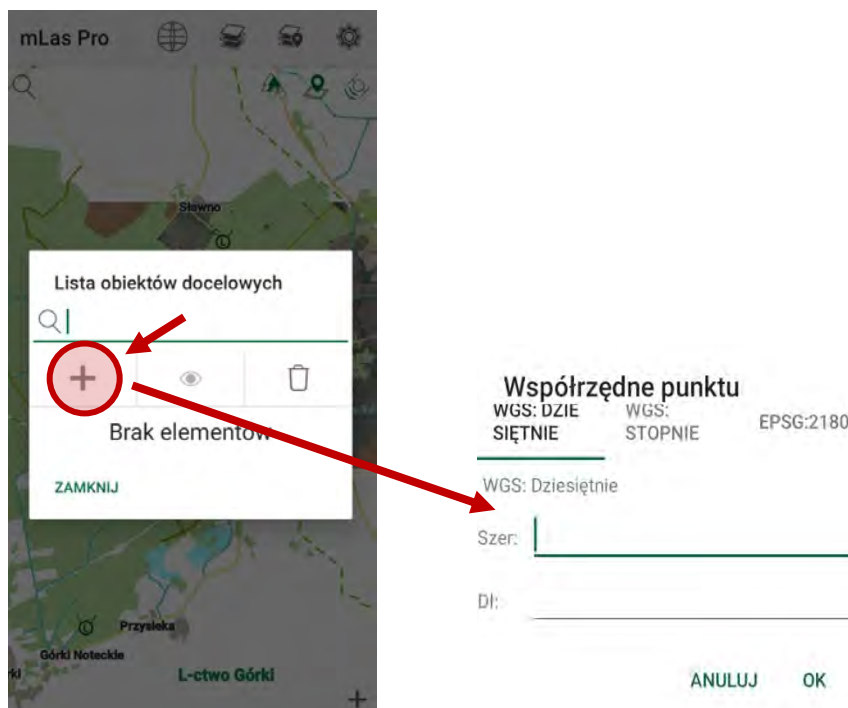 mLas Pro
Sławno
Lista obiektów docelowych
Brak elementów
ZAMKNIJ
Przysieka
Górki Noteckie
L-ctwo Górki
Współrzędne punktu
WGS: DZIE
SIĘTNIE
WGS:
STOPNIE
EPSG:2180
WGS: Dziesiętnie
Szer:
Dł:
ANULUJ OK